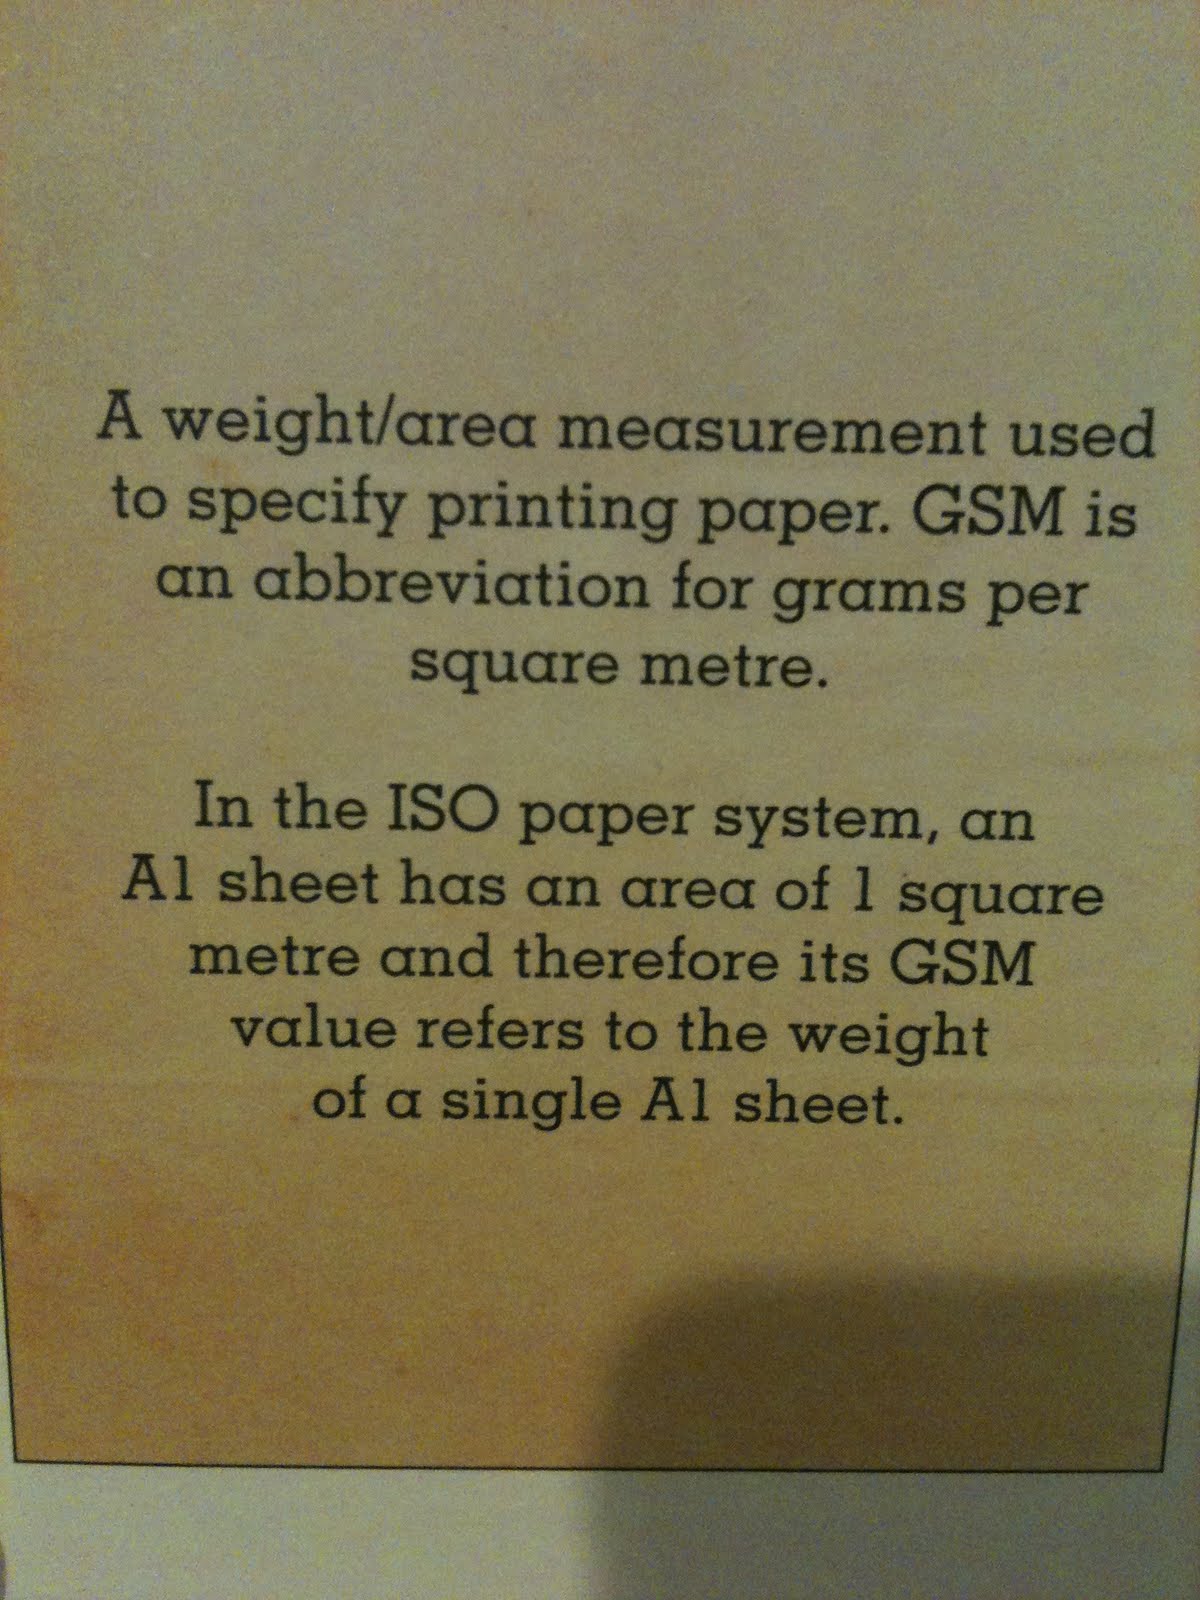 A weight/area measurement used
to specify printing paper. GSM is
an abbreviation for grams per
square metre.
In the ISO paper system, an
A1 sheet has an area of 1 square
metre and therefore its GSM
value refers to the weight
of a single A1 sheet.